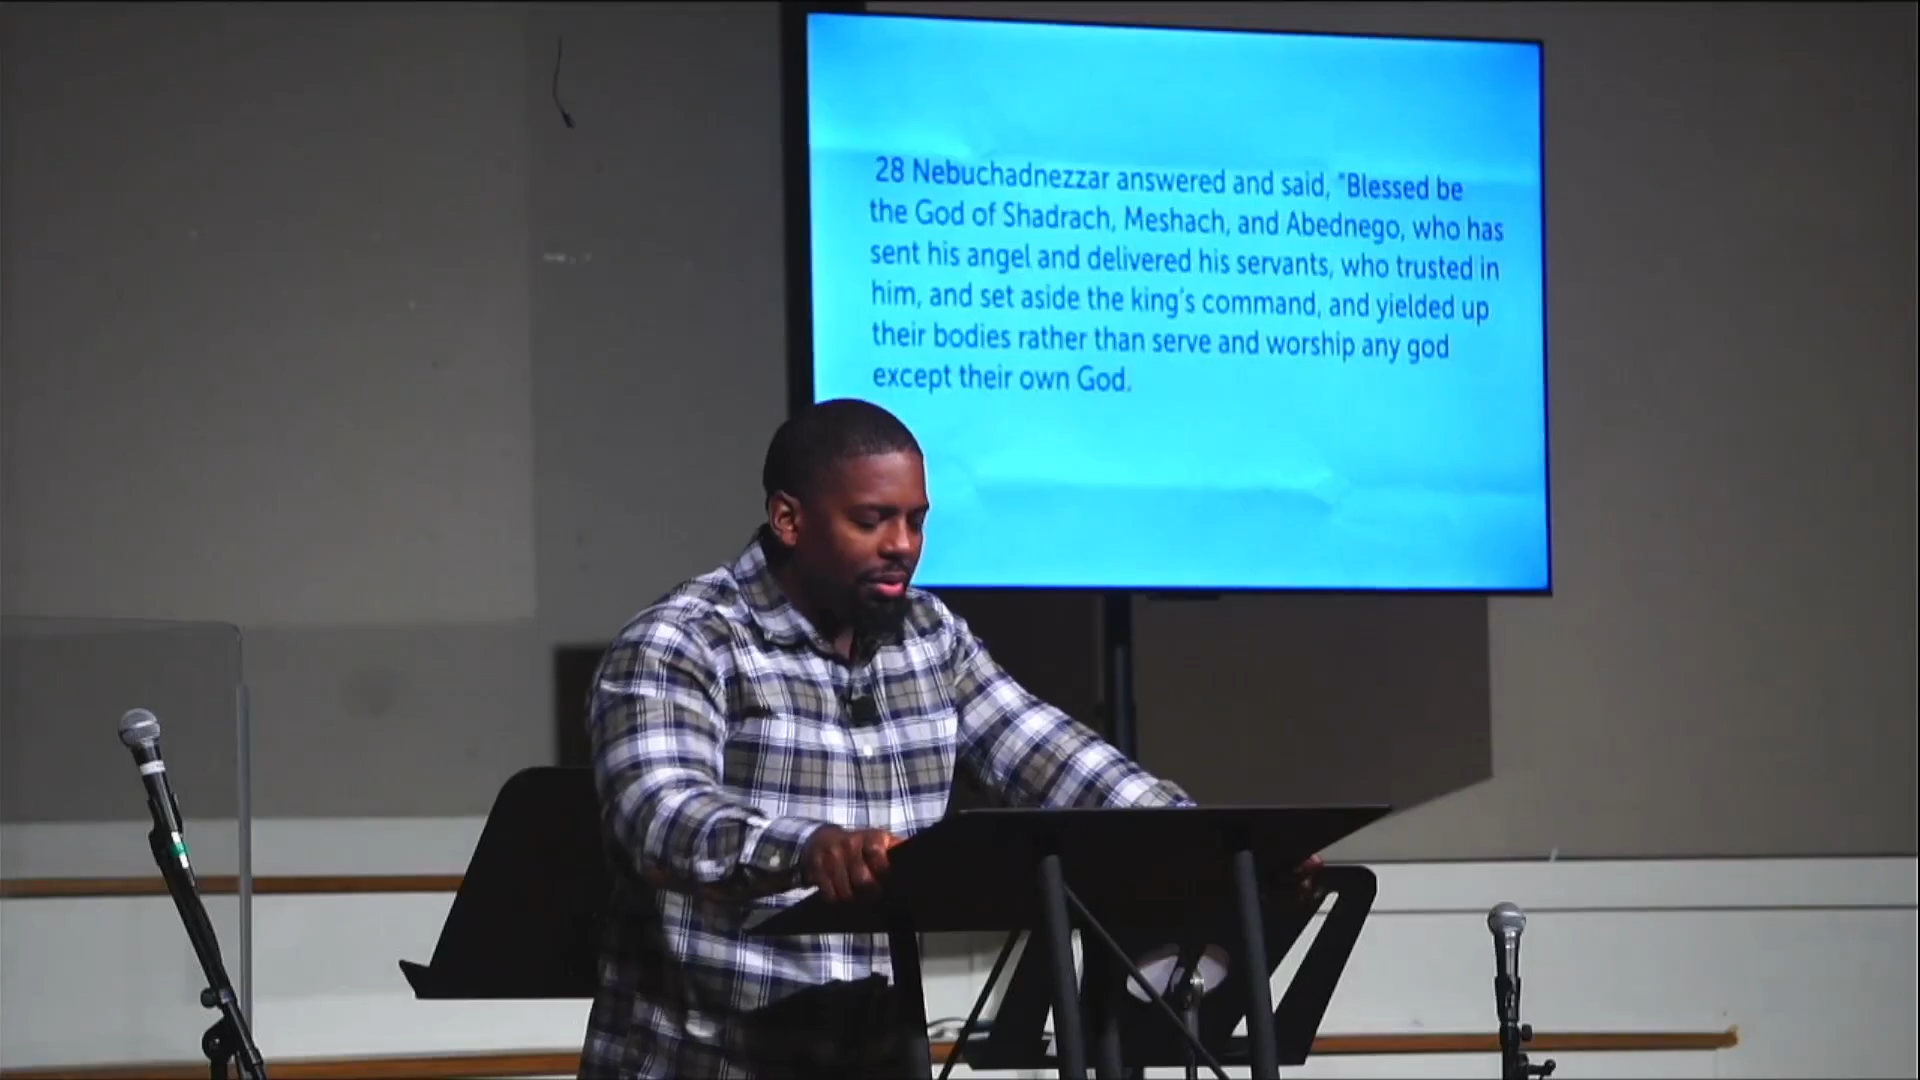 28 Nebuchadnezzar answered and said, "Blessed be
the God of Shadrach, Meshach, and Abednego, who has
sent his angel and delivered his servants, who trusted in
him, and set aside the king's command, and yielded up
their bodies rather than serve and worship any god
except their own God.